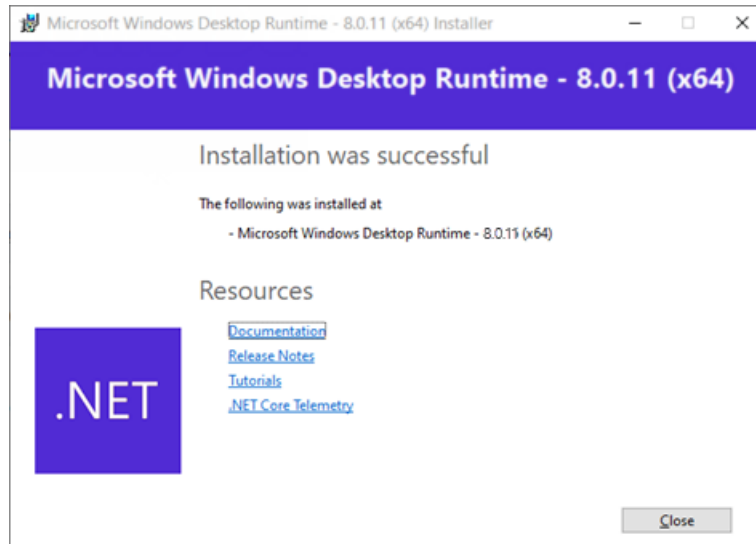 Microsoft Windows Desktop Runtime - 8.0.11 (x64) Installer
Microsoft Windows Desktop Runtime - 8.0.11 (x64)
Installation was successful
The following was installed at
- Microsoft Windows Desktop Runtime - 8.0.11 (x64)
Resources
Documentation
Release Notes
Tutorials
.NET Core Telemetry
.NET
Close